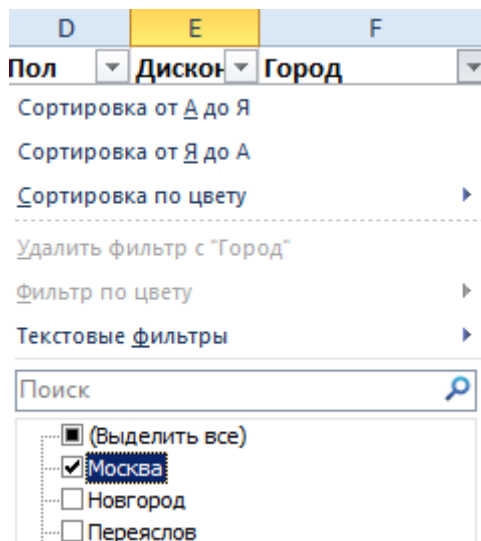 D E F
Пол Дискон Город
Сортировка от А до Я
Сортировка от Я до А
Сортировка по цвету
Удалить фильтр с "Город"
Фильтр по цвету
Текстовые фильтры
Поиск
(Выделить все)
Москва
Новгород
Переяслов